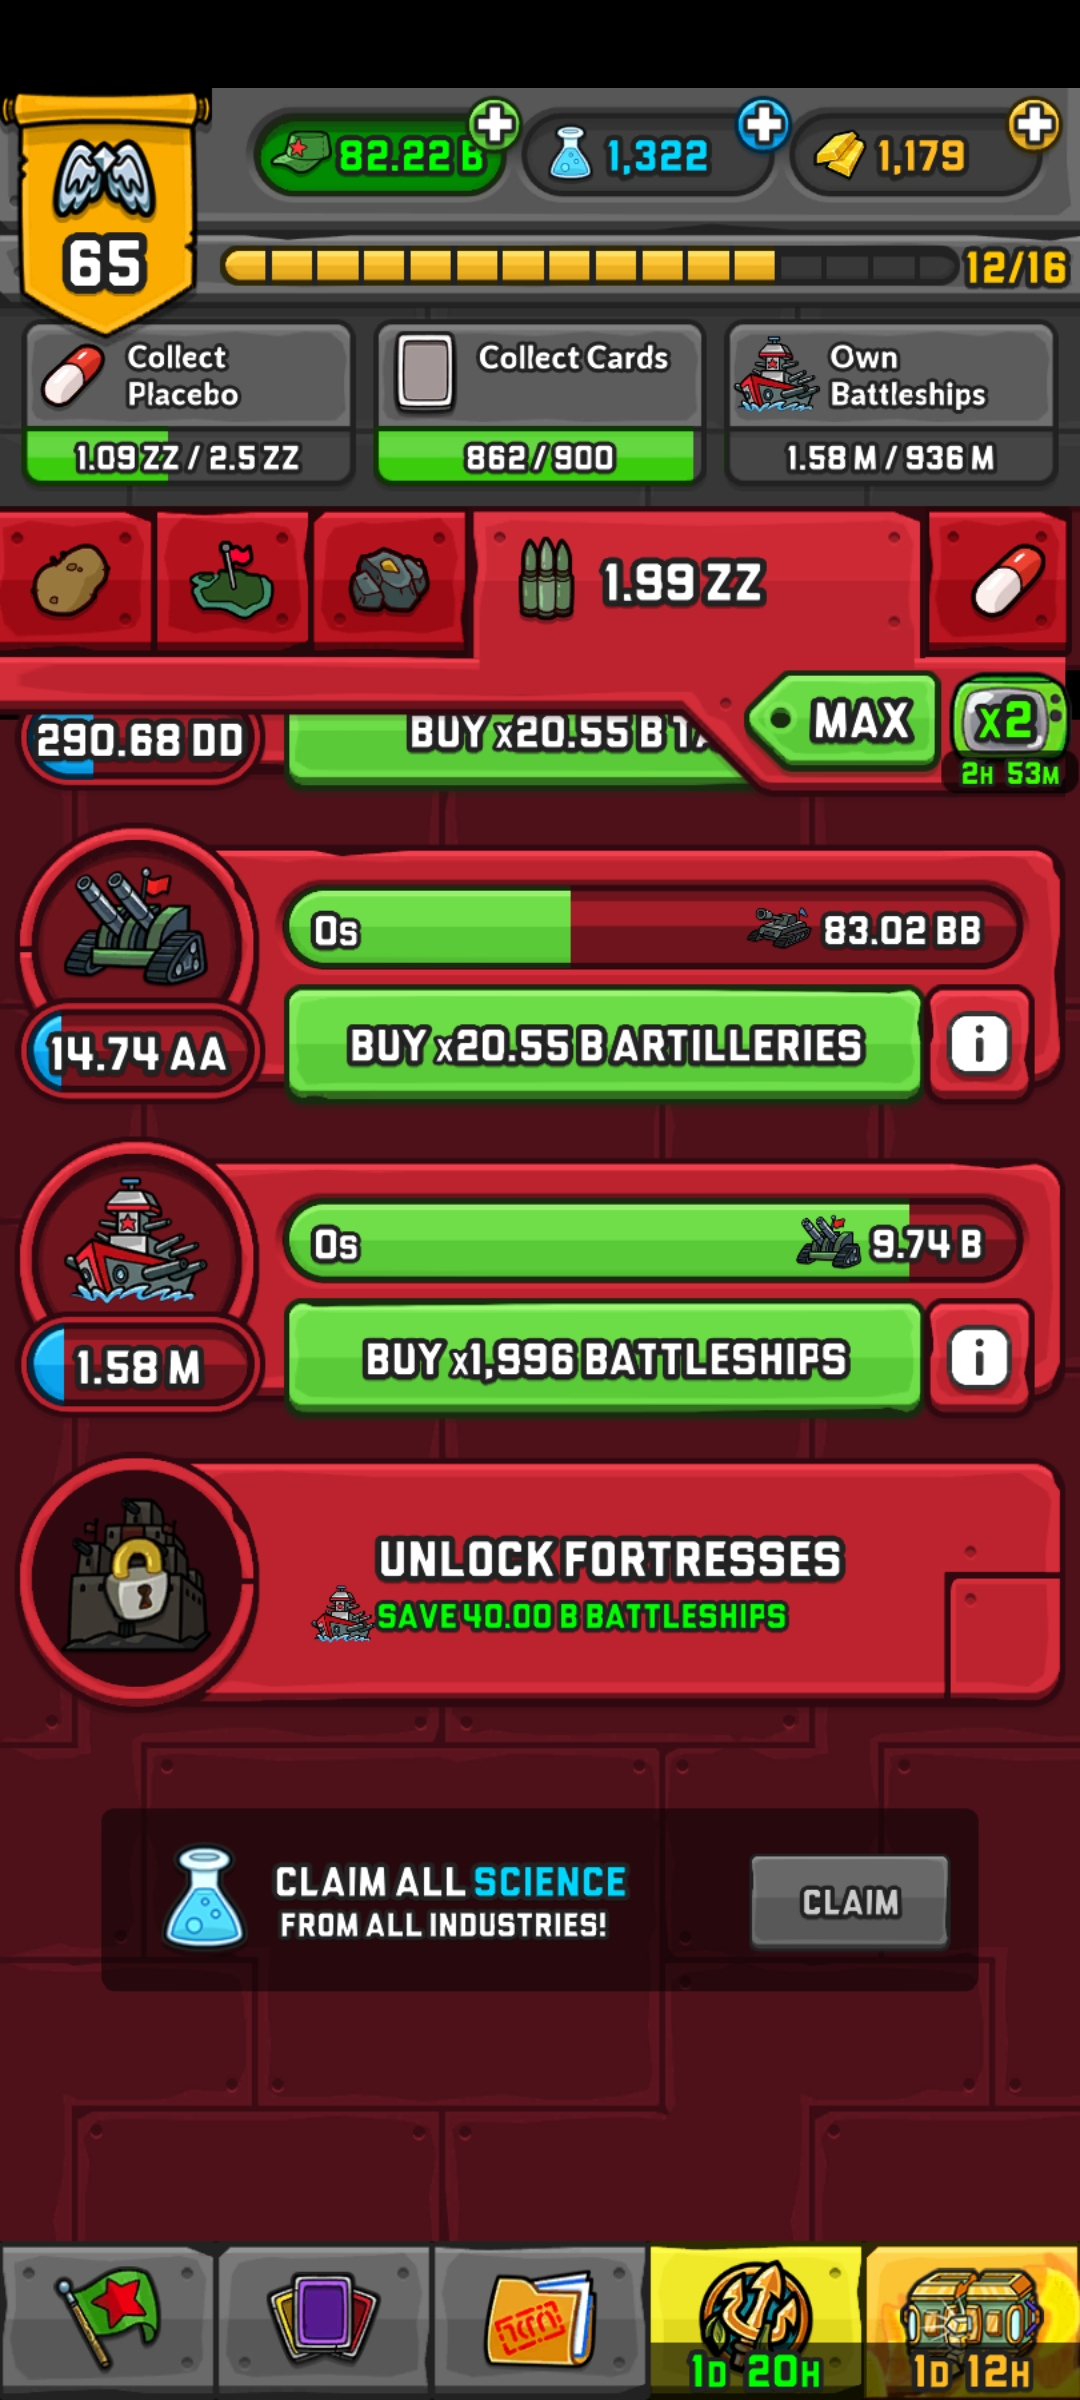 82.22 B
1,322
1,179
65
12/16
Collect
Placebo
Collect Cards
Own
Battleships
1.09 ZZ / 2.5 ZZ
862/900
1.58 M / 936 M
1.99 ZZ
290.68 DD
BUY x20.55 B
MAX
x2
2H 53M
0s
83.02 BB
14.74 AA
BUY x20.55 B ARTILLERIES
i
0s
9.74 B
1.58 M
BUY x1,996 BATTLESHIPS
i
UNLOCK FORTRESSES
SAVE 40.00 B BATTLESHIPS
CLAIM ALL SCIENCE
FROM ALL INDUSTRIES!
CLAIM
1D 20H
1D 12H